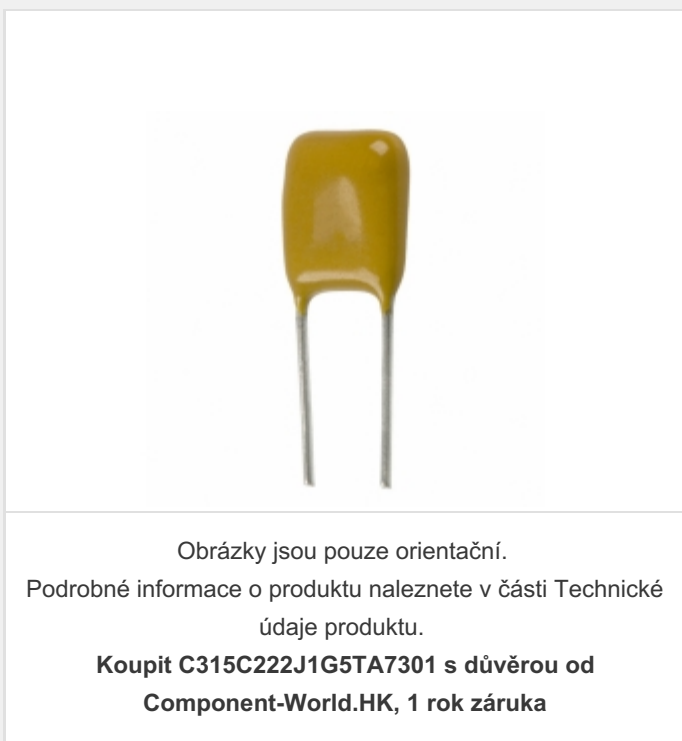 Obrázky jsou pouze orientační.
Podrobné informace o produktu naleznete v části Technické
údaje produktu.
Koupit C315C222J1G5TA7301 s důvěrou od
Component-World.HK, 1 rok záruka